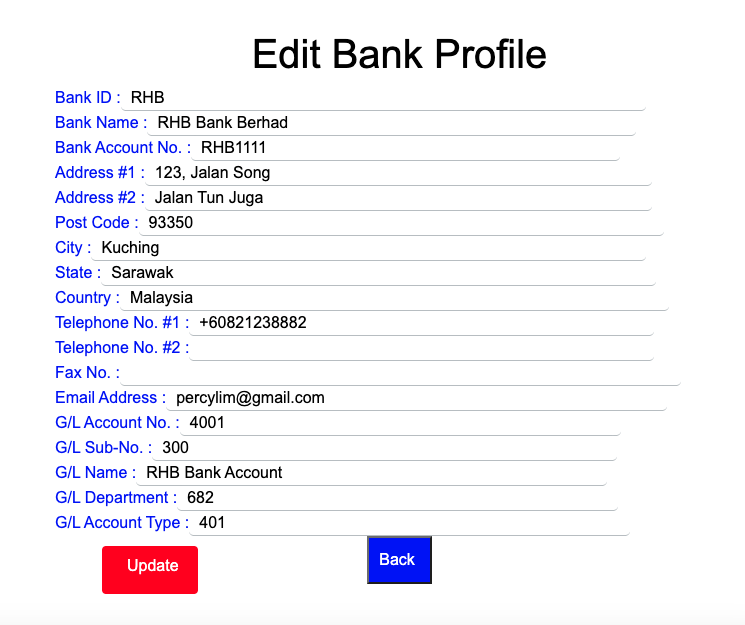 Edit Bank Profile
Bank ID : RHB
Bank Name : RHB Bank Berhad
Bank Account No. : RHB1111
Address #1 : 123, Jalan Song
Address #2 : Jalan Tun Juga
Post Code : 93350
City : Kuching
State : Sarawak
Country : Malaysia
Telephone No. #1 : +60821238882
Telephone No. #2 :
Fax No. :
Email Address : percylim@gmail.com
G/L Account No. : 4001
G/L Sub-No. : 300
G/L Name : RHB Bank Account
G/L Department : 682
G/L Account Type : 401
Update Back